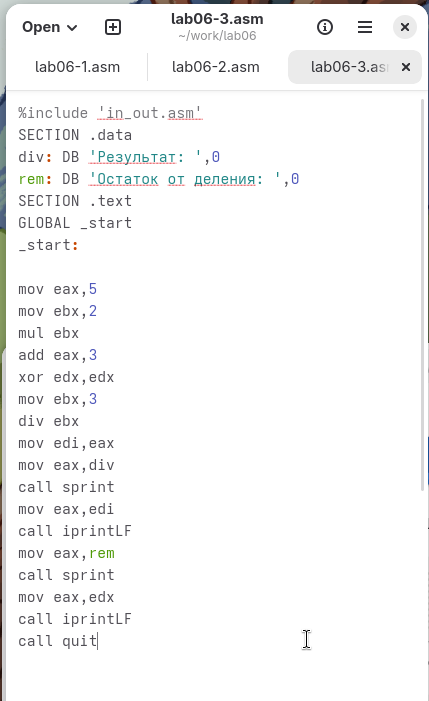 Open
lab06-3.asm
~/work/lab06
lab06-1.asm
lab06-2.asm
lab06-3.as
%include 'in_out.asm'
SECTION .data
div: DB 'Результат: ',0
rem: DB 'Остаток от деления: ',0
SECTION .text
GLOBAL _start
_start:
mov eax,5
mov ebx,2
mul ebx
add eax,3
xor edx,edx
mov ebx,3
div ebx
mov edi,eax
mov eax,div
call sprint
mov eax,edi
call iprintLF
mov eax,rem
call sprint
mov eax,edx
call iprintLF
call quit